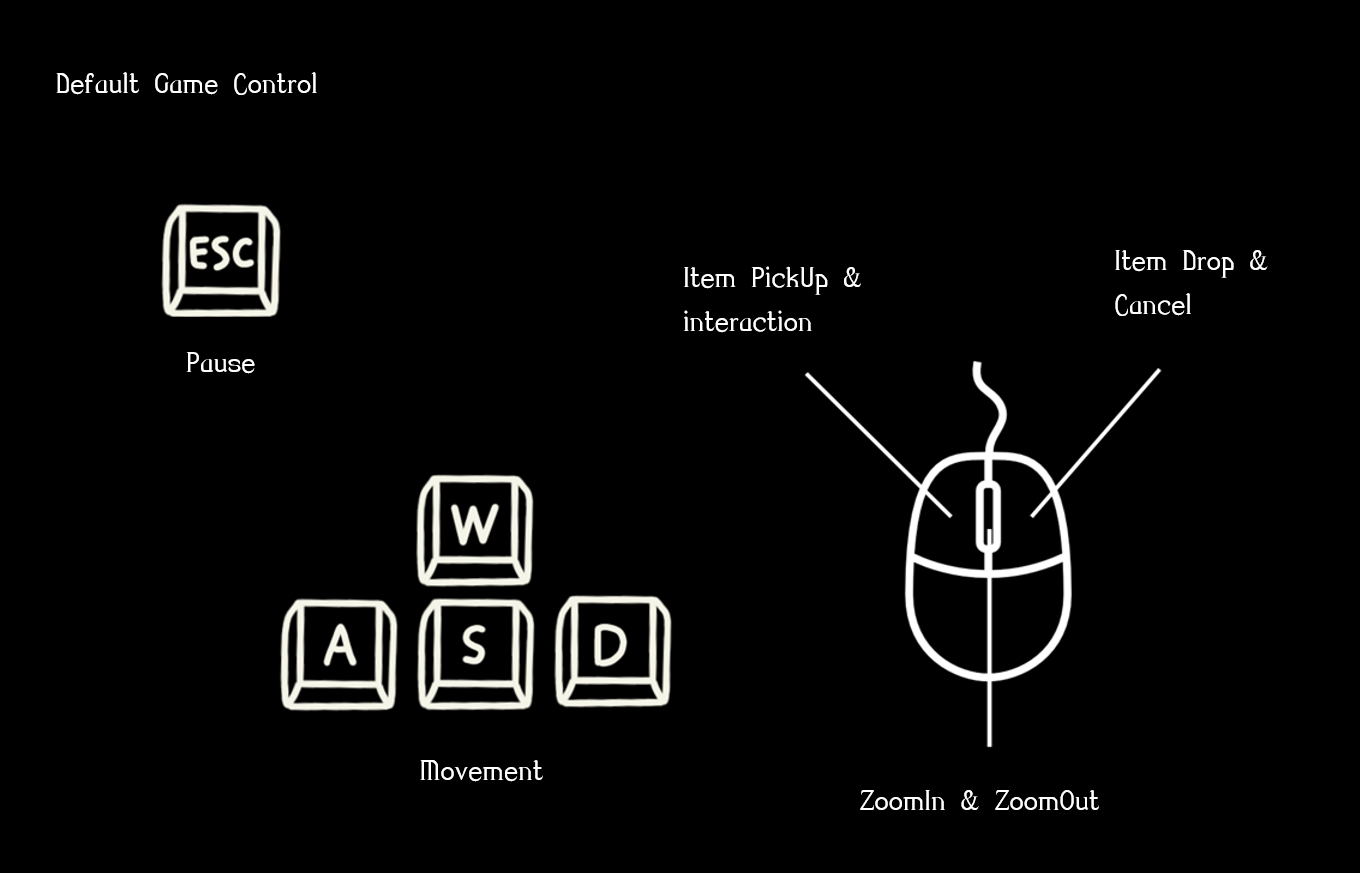 Default Game Control
ESC
Pause
Item PickUp &
interaction
Item Drop &
Cancel
W
A S D
Movement
ZoomIn & ZoomOut